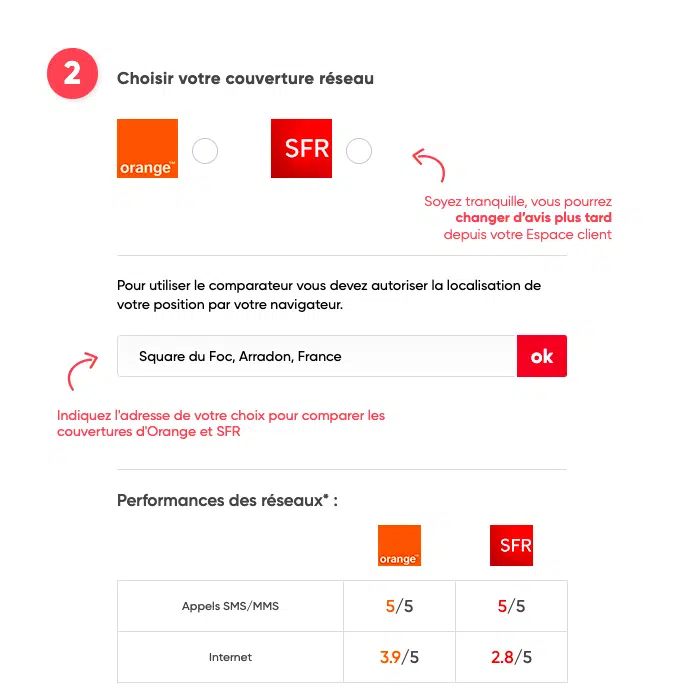 2
Choisir votre couverture réseau
orange™
SFR
Soyez tranquille, vous pourrez
changer d'avis plus tard
depuis votre Espace client
Pour utiliser le comparateur vous devez autoriser la localisation de
votre position par votre navigateur.
Square du Foc, Arradon, France
ok
Indiquez l'adresse de votre choix pour comparer les
couvertures d'Orange et SFR
Performances des réseaux* :
orange™
SFR
Appels SMS/MMS 5/5 5/5
Internet 3.9/5 2.8/5